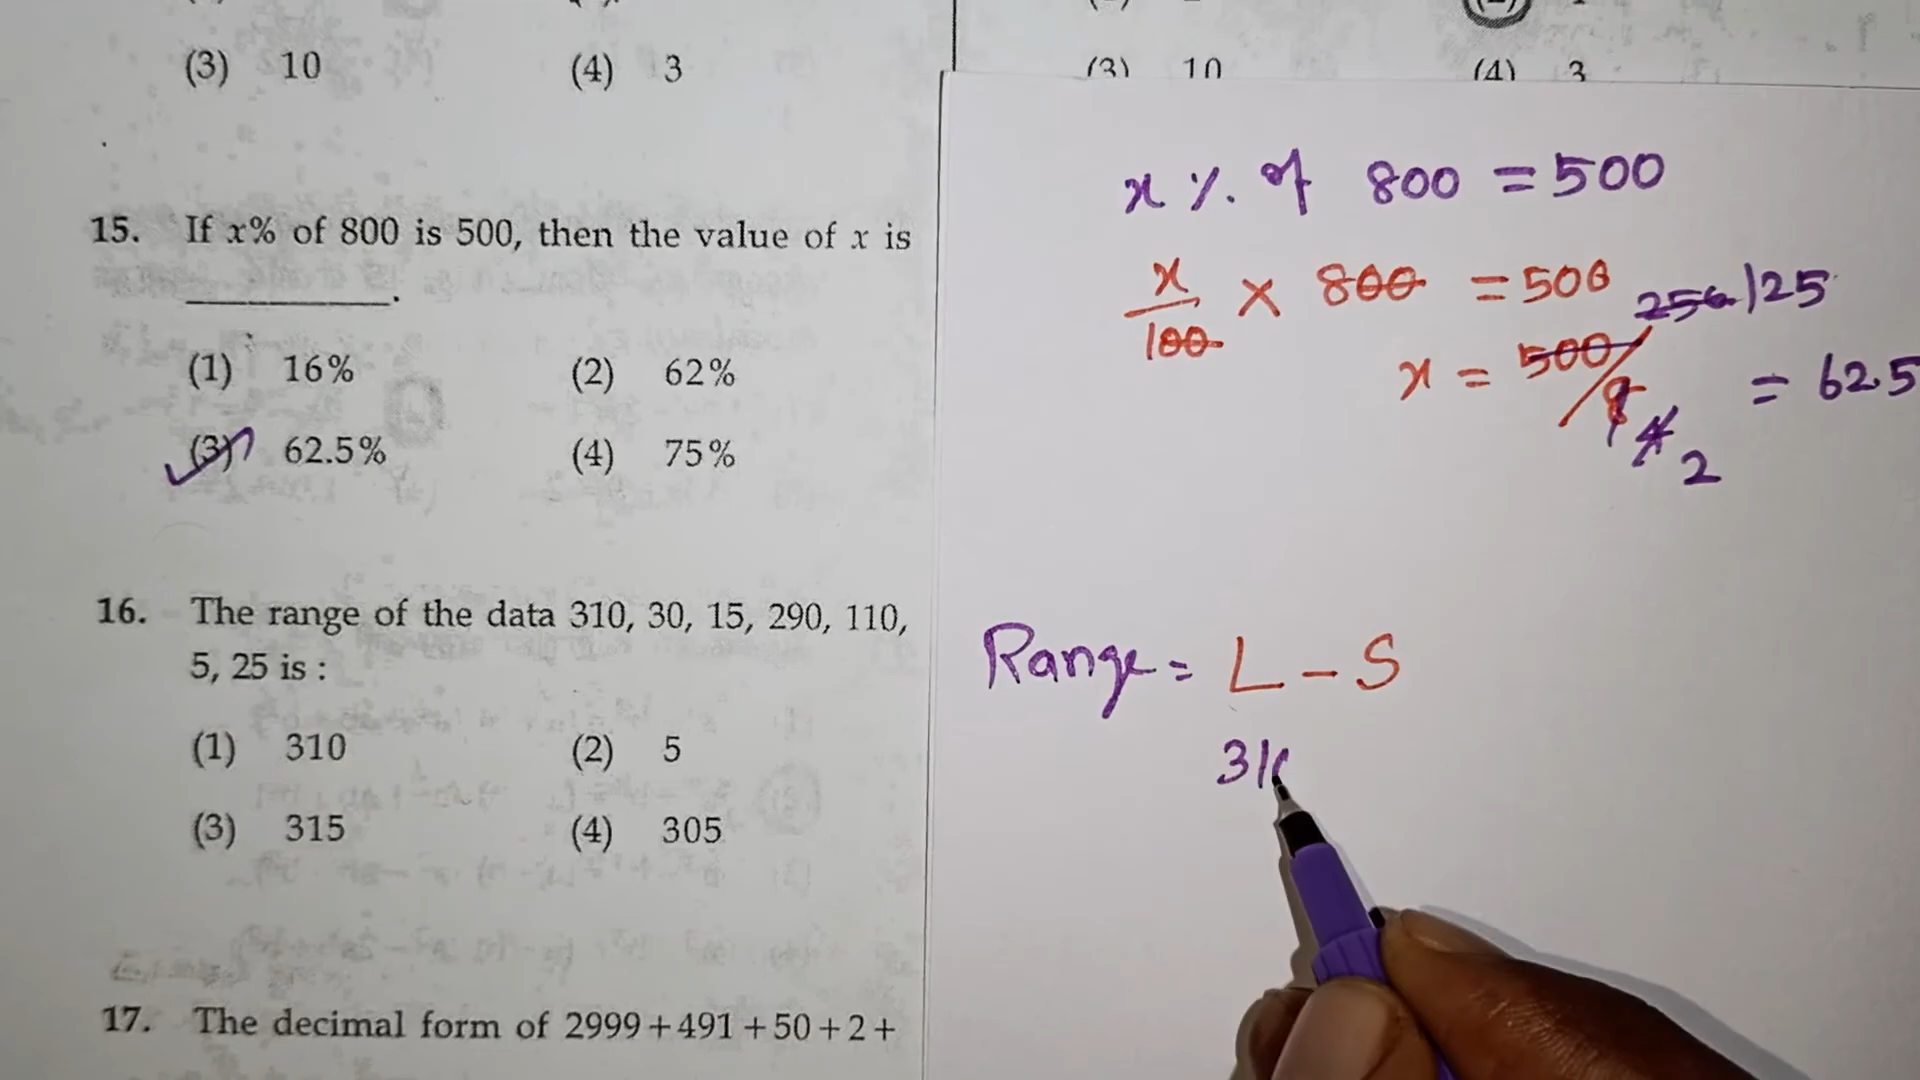 (3) 10 (4) 3
15. If x% of 800 is 500, then the value of x is
____________.
(1) 16% (2) 62%
(3) 62.5% (4) 75%
16. The range of the data 310, 30, 15, 290, 110,
5, 25 is :
(1) 310 (2) 5
(3) 315 (4) 305
17. The decimal form of 2999+491+50+2+
(3) 10 (4) 3
x % of 800 = 500
x/100 × 800 = 500
250 125
x = 500/8 = 62.5
4
2
Range = L - S
310